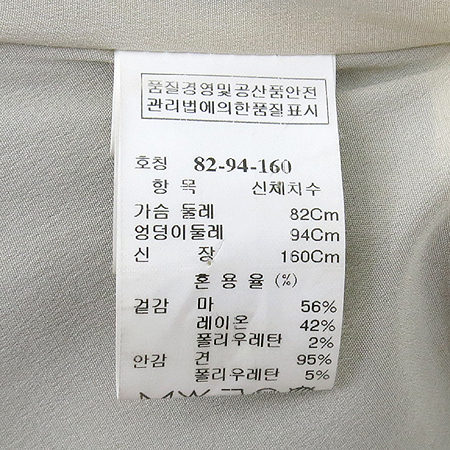 품질경영및공산품안전
관리법에의한품질표시
호칭 82-94-160
항 목 신체치수
가슴 둘레 82Cm
엉덩이둘레 94Cm
신 장 160Cm
혼 용 율 (%)
겉감 마 56%
레이온 42%
폴리우레탄 2%
안감 견 95%
폴리우레탄 5%